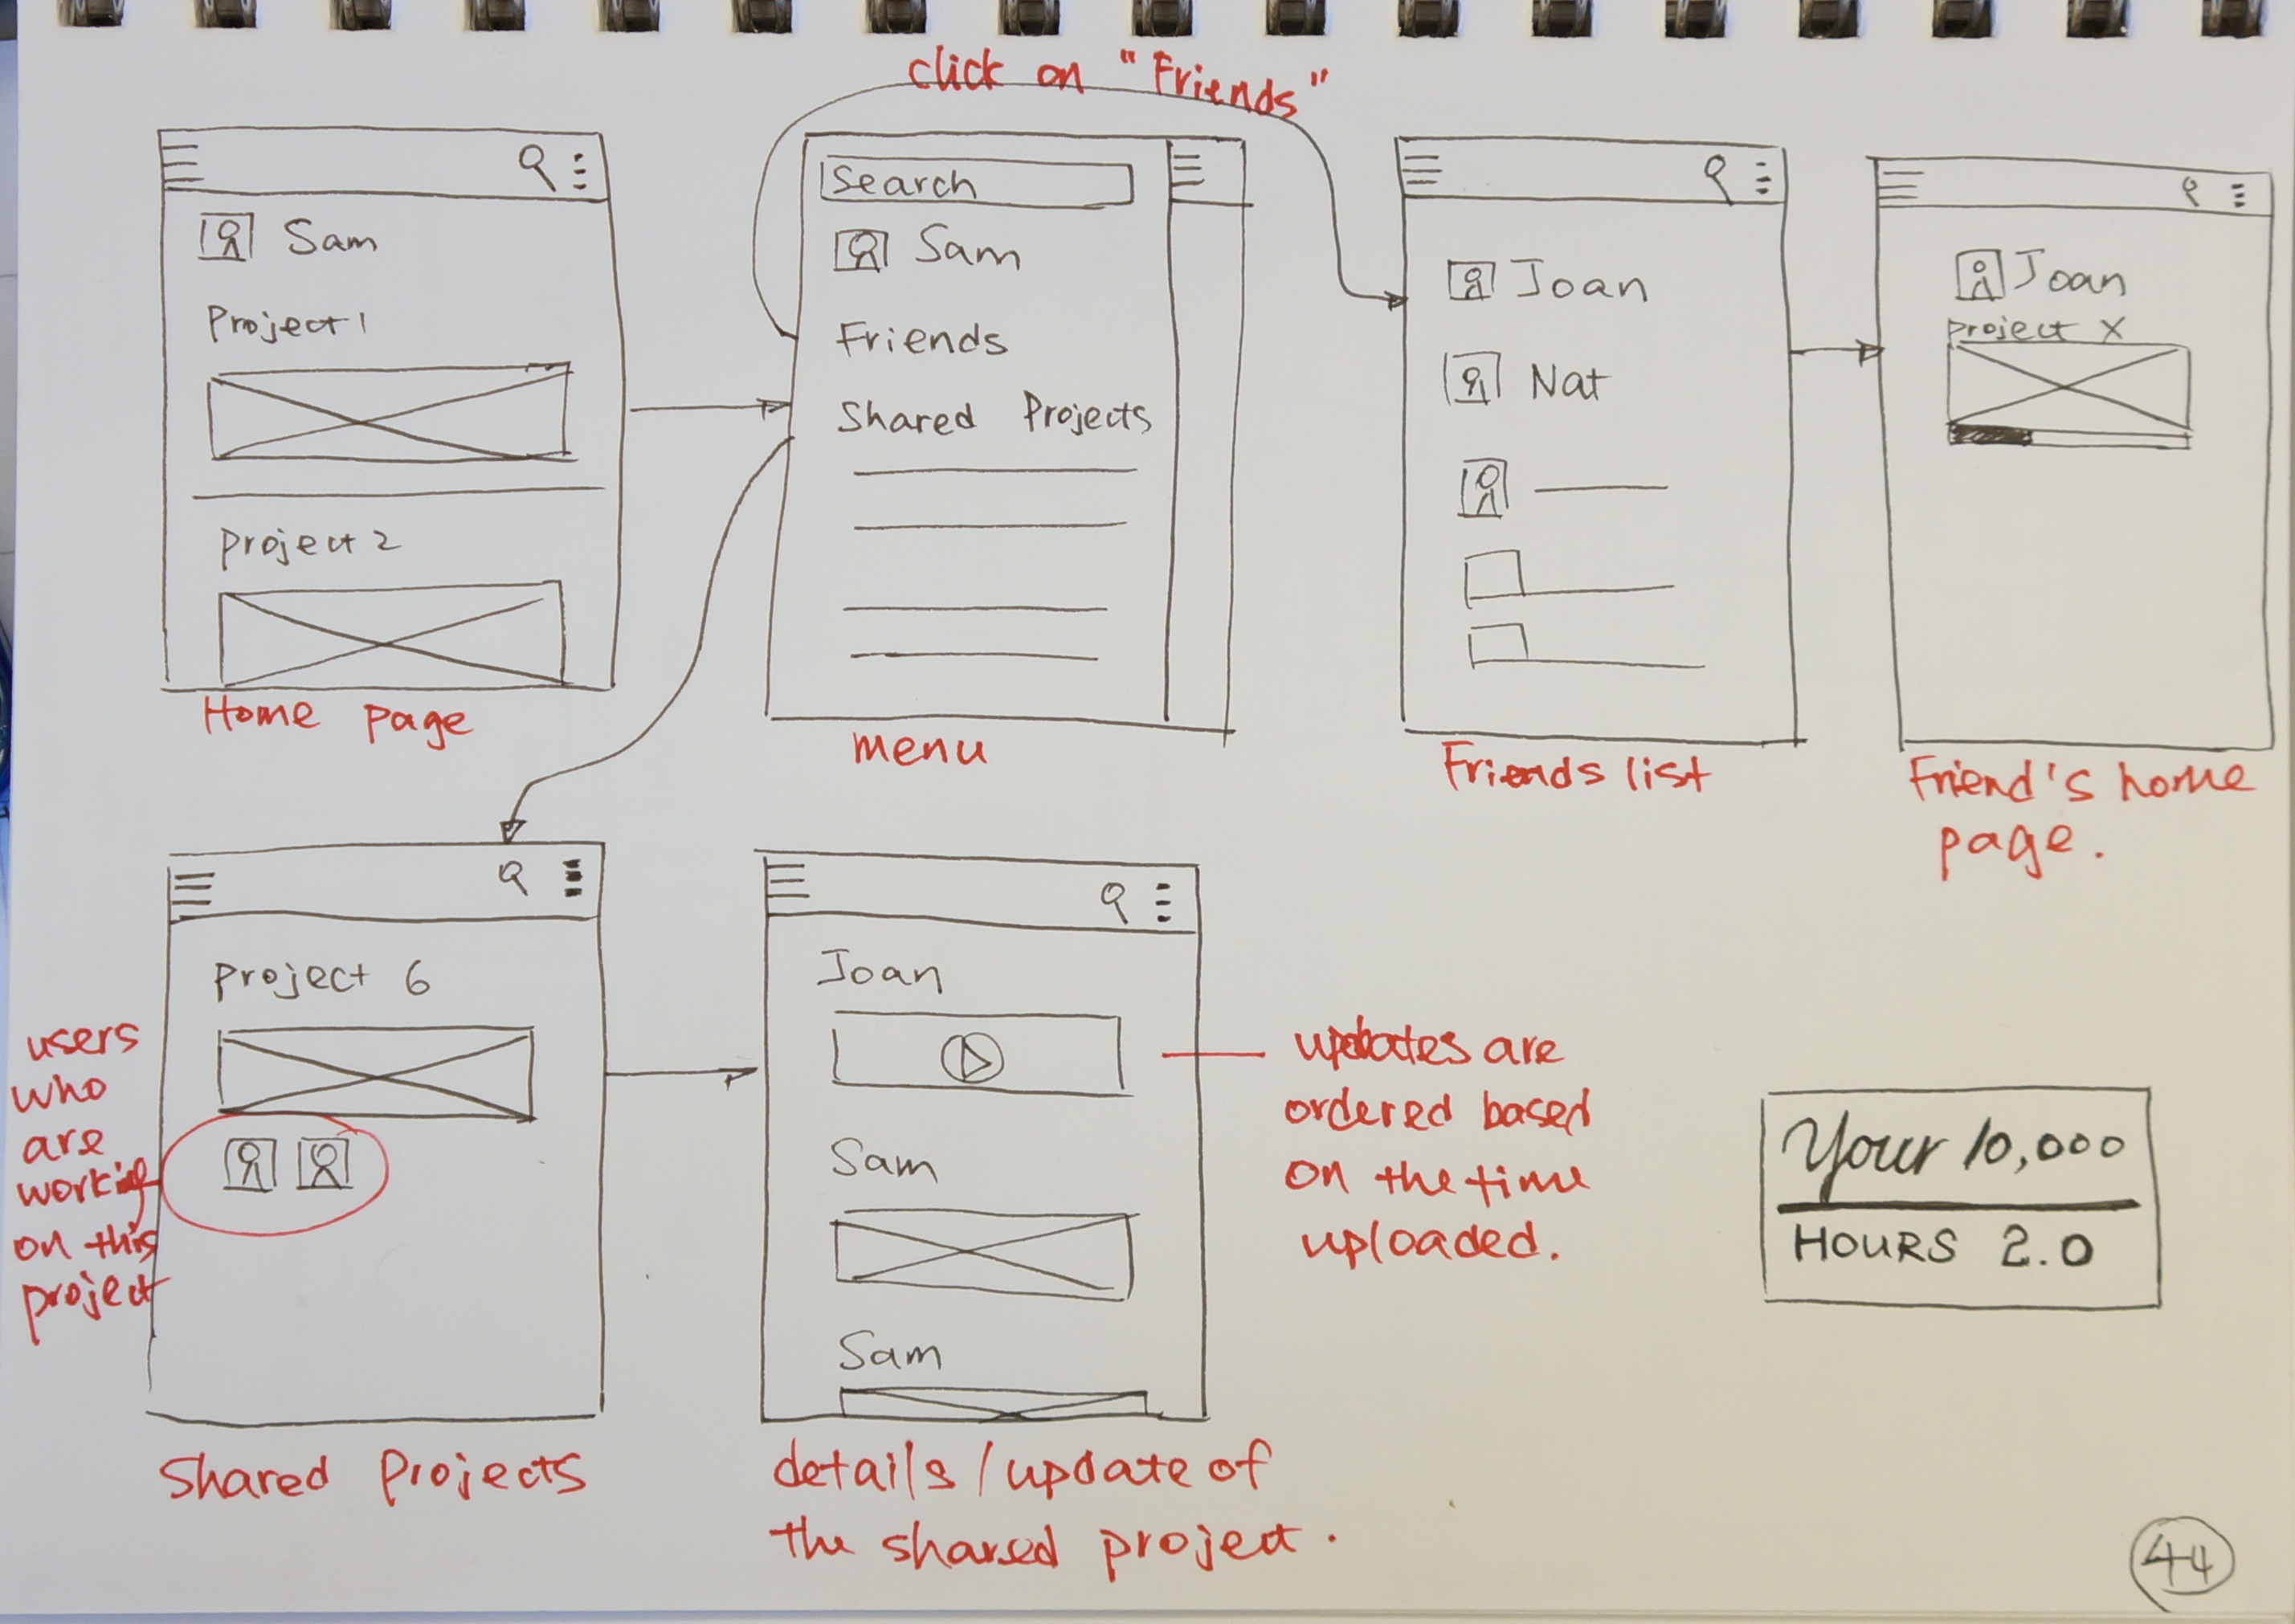 click on "Friends"
Sam
Project 1
Project 2
Home page
Search
Sam
Friends
Shared Projects
menu
Joan
Nat
Friends list
Joan
project X
Friend's home
page.
project 6
users
who
are
working
on this
project
Shared Projects
Joan
Sam
Sam
updates are
ordered based
on the time
uploaded.
details / update of
the shared project.
Your 10,000
HOURS 2.0
44